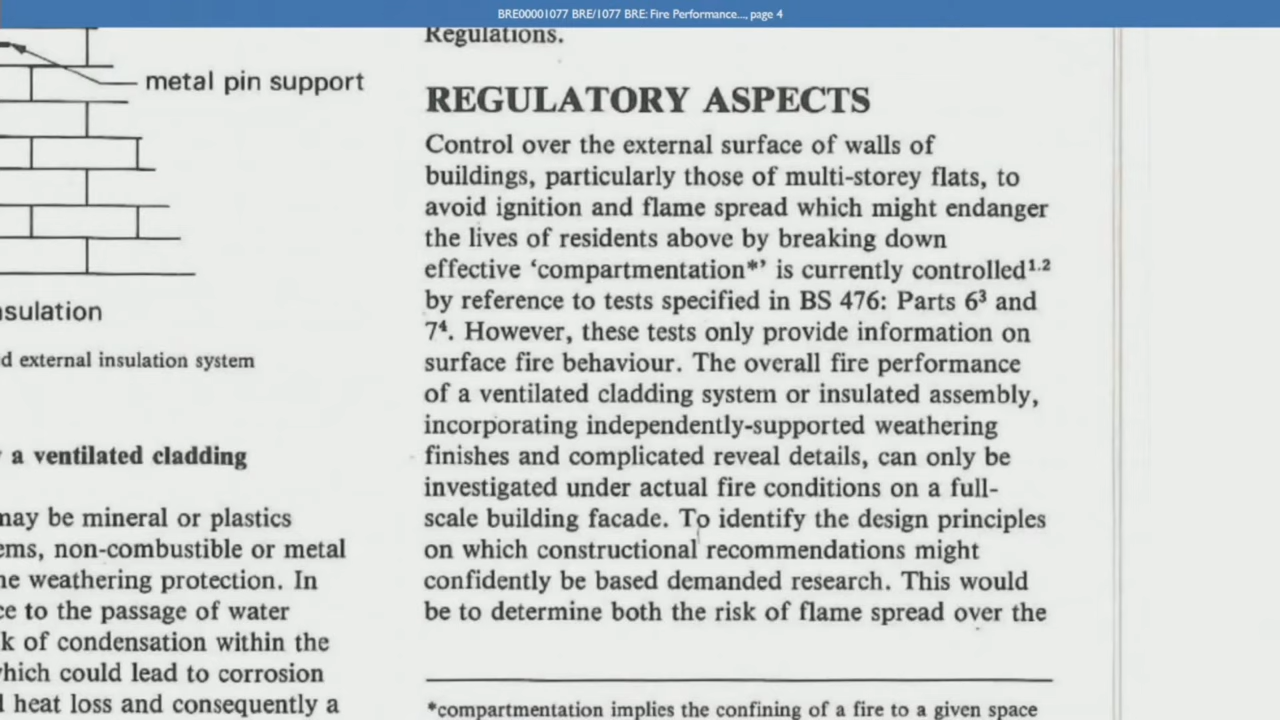 BRE00001077 BRE/1077 BRE: Fire Performance..., page 4
metal pin support
insulation
d external insulation system
a ventilated cladding
may be mineral or plastics
ems, non-combustible or metal
he weathering protection. In
ce to the passage of water
k of condensation within the
which could lead to corrosion
heat loss and consequently a
Regulations.
REGULATORY ASPECTS
Control over the external surface of walls of
buildings, particularly those of multi-storey flats, to
avoid ignition and flame spread which might endanger
the lives of residents above by breaking down
effective ‘compartmentation*’ is currently controlled¹·²
by reference to tests specified in BS 476: Parts 6³ and
7⁴. However, these tests only provide information on
surface fire behaviour. The overall fire performance
of a ventilated cladding system or insulated assembly,
incorporating independently-supported weathering
finishes and complicated reveal details, can only be
investigated under actual fire conditions on a full-
scale building facade. To identify the design principles
on which constructional recommendations might
confidently be based demanded research. This would
be to determine both the risk of flame spread over the
*compartmentation implies the confining of a fire to a given space